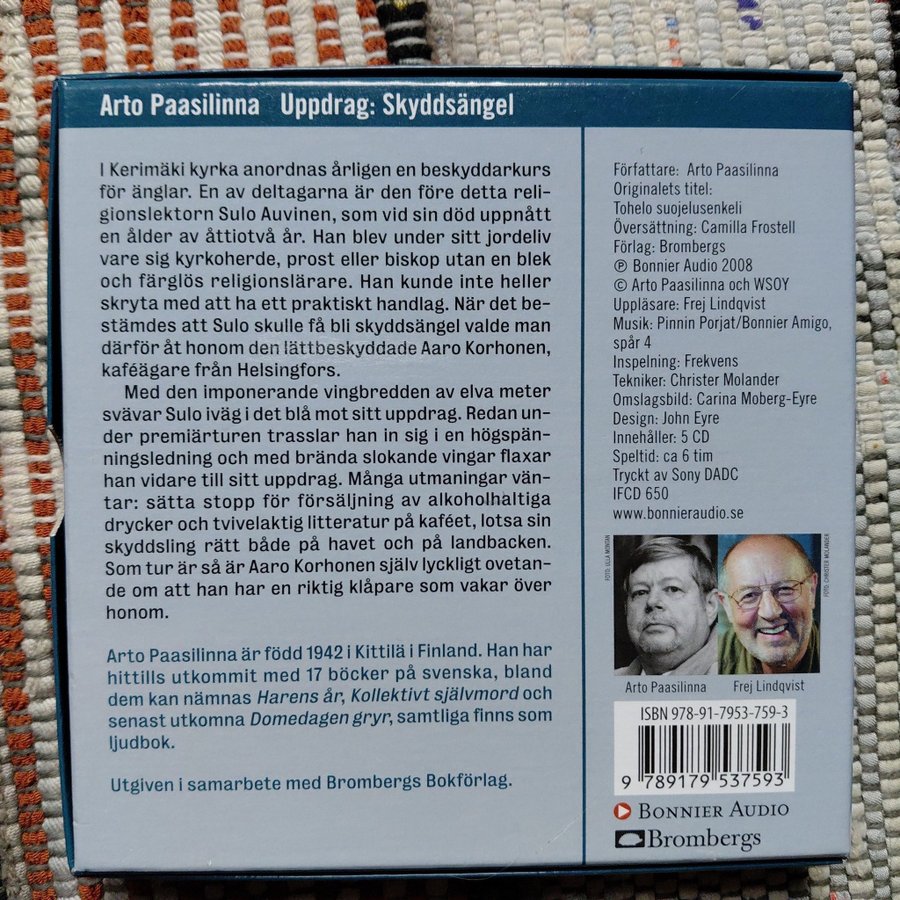 Arto Paasilinna Uppdrag: Skyddsängel
I Kerimäki kyrka anordnas årligen en beskyddarkurs
för änglar. En av deltagarna är den före detta reli-
gionslektorn Sulo Auvinen, som vid sin död uppnått
en ålder av åttiotvå år. Han blev under sitt jordeliv
vare sig kyrkoherde, prost eller biskop utan en blek
och färglös religionslärare. Han kunde inte heller
skryta med att ha ett praktiskt handlag. När det be-
stämdes att Sulo skulle få bli skyddsängel valde man
därför åt honom den lättbeskyddade Aaro Korhonen,
kaféägare från Helsingfors.
Med den imponerande vingbredden av elva meter
svävar Sulo iväg i det blå mot sitt uppdrag. Redan un-
der premiärturen trasslar han in sig i en högspän-
ningsledning och med brända slokande vingar flaxar
han vidare till sitt uppdrag. Många utmaningar vän-
tar: sätta stopp för försäljning av alkoholhaltiga
drycker och tvivelaktig litteratur på kaféet, lotsa sin
skyddsling rätt både på havet och på landbacken.
Som tur är så är Aaro Korhonen själv lyckligt ovetan-
de om att han har en riktig klåpare som vakar över
honom.
Arto Paasilinna är född 1942 i Kittilä i Finland. Han har
hittills utkommit med 17 böcker på svenska, bland
dem kan nämnas Harens år, Kollektivt självmord och
senast utkomna Domedagen gryr, samtliga finns som
ljudbok.
Utgiven i samarbete med Brombergs Bokförlag.
Författare: Arto Paasilinna
Originalets titel:
Tohelo suojelusenkeli
Översättning: Camilla Frostell
Förlag: Brombergs
℗ Bonnier Audio 2008
© Arto Paasilinna och WSOY
Uppläsare: Frej Lindqvist
Musik: Pinnin Porjat/Bonnier Amigo,
spår 4
Inspelning: Frekvens
Tekniker: Christer Molander
Omslagsbild: Carina Moberg-Eyre
Design: John Eyre
Innehåller: 5 CD
Speltid: ca 6 tim
Tryckt av Sony DADC
IFCD 650
www.bonnieraudio.se
FOTO: ULLA MONTAN
FOTO: CHRISTER MOLANDER
Arto Paasilinna Frej Lindqvist
ISBN 978-91-7953-759-3
9 789179 537593
Bonnier Audio
Brombergs